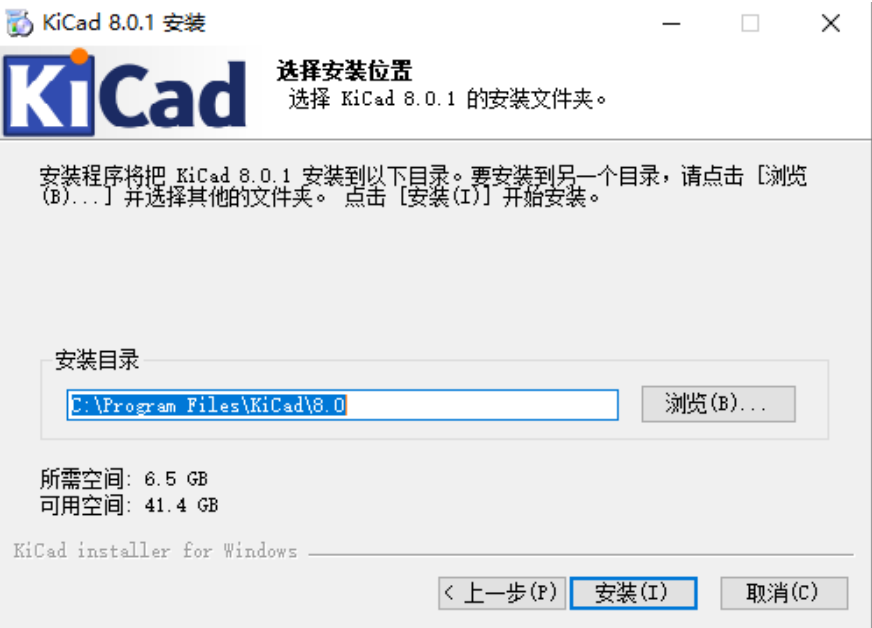 KiCad 8.0.1 安装
KiCad
选择安装位置
选择 KiCad 8.0.1 的安装文件夹。
安装程序将把 KiCad 8.0.1 安装到以下目录。要安装到另一个目录，请点击 [浏览
(B)...] 并选择其他的文件夹。 点击 [安装(I)] 开始安装。
安装目录
C:\Program Files\KiCad\8.0
浏览(B)...
所需空间: 6.5 GB
可用空间: 41.4 GB
KiCad installer for Windows
< 上一步(P)
安装(I)
取消(C)